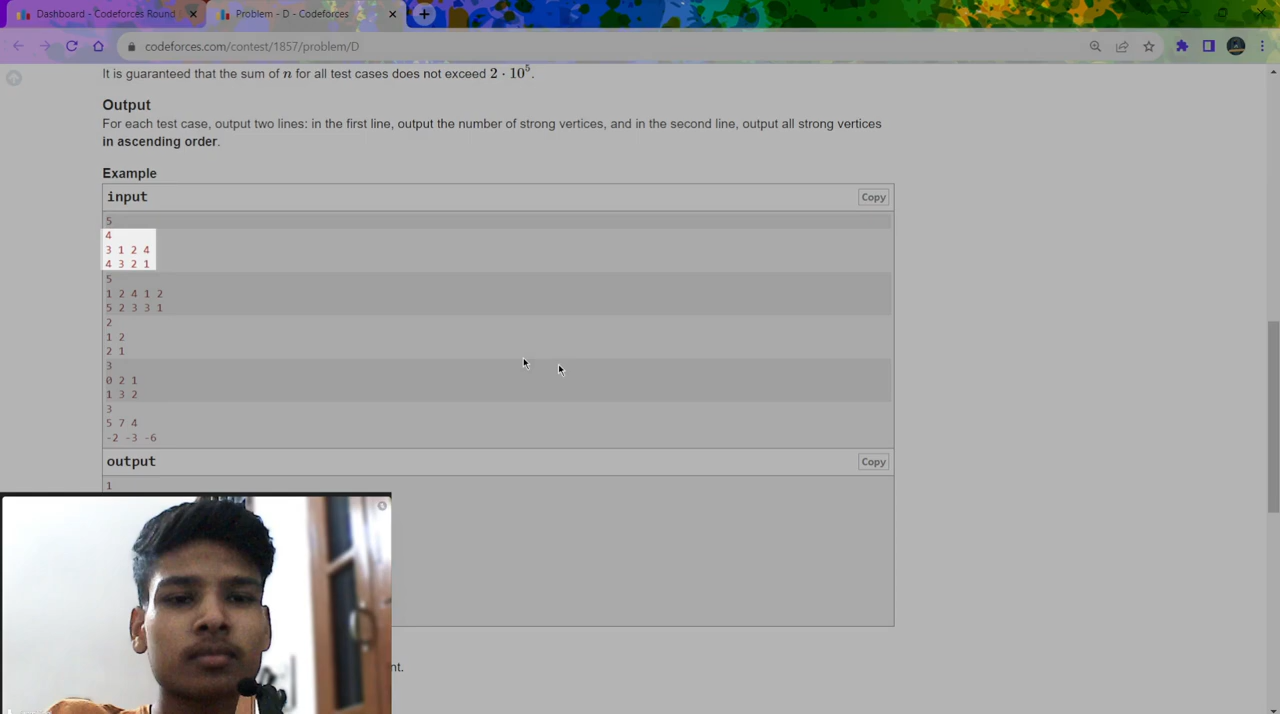 Dashboard - Codeforces Round
Problem - D - Codeforces
codeforces.com/contest/1857/problem/D
It is guaranteed that the sum of n for all test cases does not exceed 2 · 10⁵.
Output
For each test case, output two lines: in the first line, output the number of strong vertices, and in the second line, output all strong vertices
in ascending order.
Example
input
Copy
5
4
3 1 2 4
4 3 2 1
5
1 2 4 1 2
5 2 3 3 1
2
1 2
2 1
3
0 2 1
1 3 2
3
5 7 4
-2 -3 -6
output
Copy
1
nt.